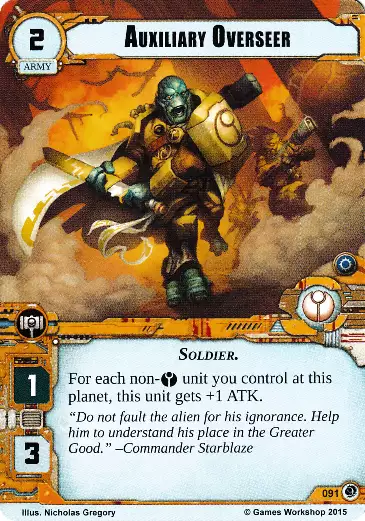 2
ARMY
AUXILIARY OVERSEER
SOLDIER.
1
For each non- unit you control at this
planet, this unit gets +1 ATK.
3
“Do not fault the alien for his ignorance. Help
him to understand his place in the Greater
Good.” –Commander Starblaze
091
Illus. Nicholas Gregory
© Games Workshop 2015